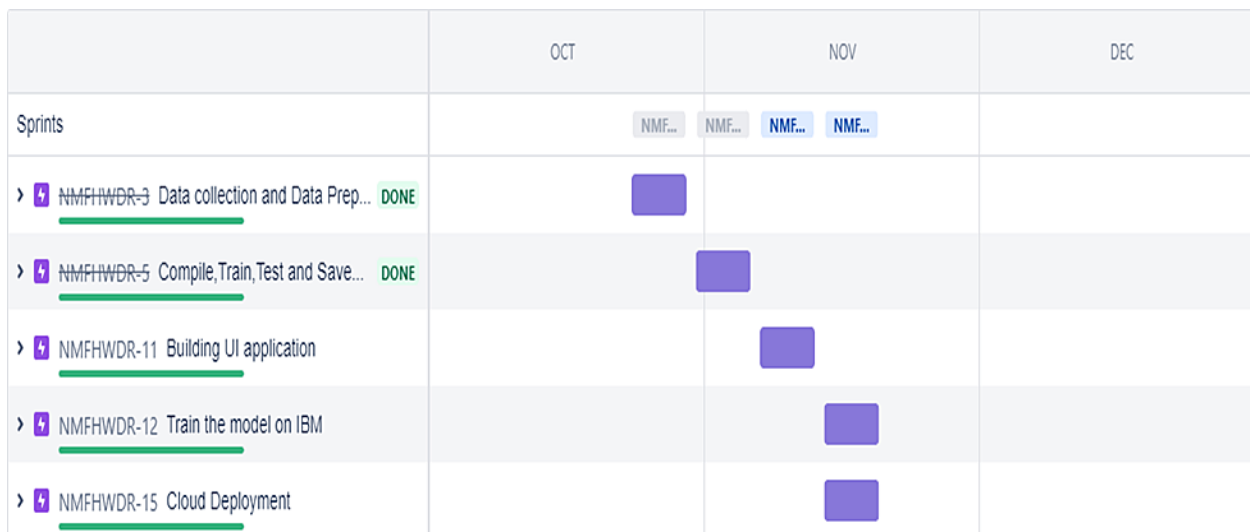 OCT NOV DEC
Sprints NMF... NMF... NMF... NMF...
NMFHWDR-3 Data collection and Data Prep... DONE
NMFHWDR-5 Compile,Train,Test and Save... DONE
NMFHWDR-11 Building UI application
NMFHWDR-12 Train the model on IBM
NMFHWDR-15 Cloud Deployment